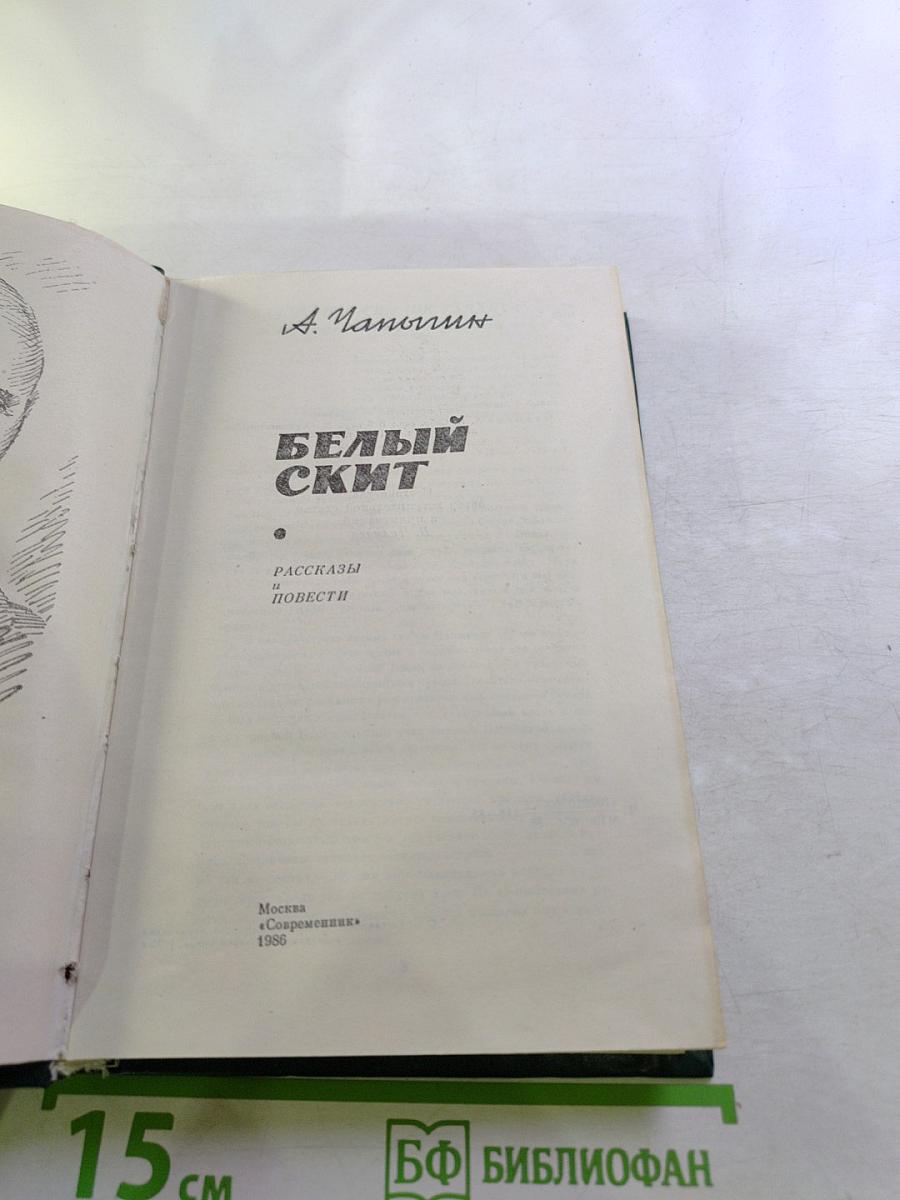 А. Чапыгин
БЕЛЫЙ
СКИТ
РАССКАЗЫ
и
ПОВЕСТИ
Москва
«Современник»
1986
15 см
БФ БИБЛИОФАН